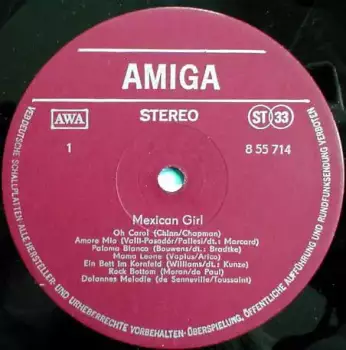 AMIGA
AWA
STEREO
ST 33
1
8 55 714
Mexican Girl
Oh Carol (Chinn/Chapman)
Amore Mio (Valli-Posadór/Pallesi/dt.: Marcard)
Paloma Blanca (Bouwens/dt.: Bradtke)
Mama Leone (Vopius/Arico)
Ein Bett im Kornfeld (Williams/dt.: Kunze)
Rock Bottom (Moran/de Paul)
Dolannes Melodie (de Senneville/Toussaint)
VEB DEUTSCHE SCHALLPLATTEN ALLE HERSTELLER- UND URHEBERRECHTE VORBEHALTEN-ÜBERSPIELUNG, ÖFFENTLICHE AUFFÜHRUNG UND RUNDFUNKSENDUNG VERBOTEN